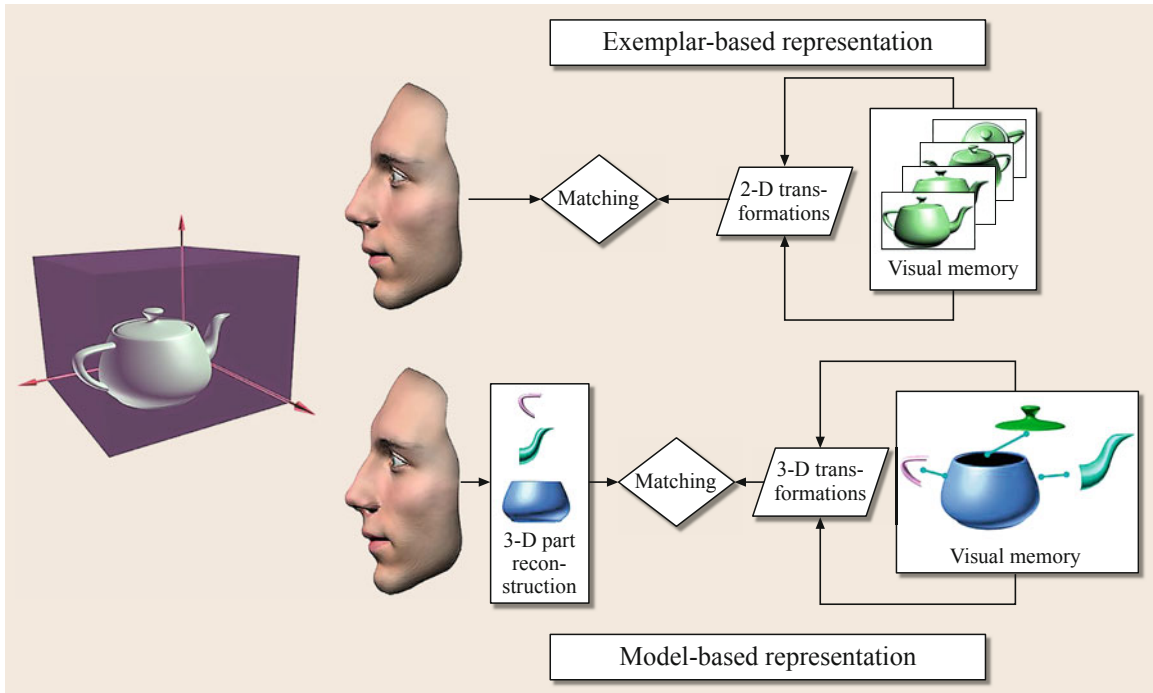 Exemplar-based representation
Matching
2-D trans-
formations
Visual memory
3-D part
recon-
struction
Matching
3-D trans-
formations
Visual memory
Model-based representation